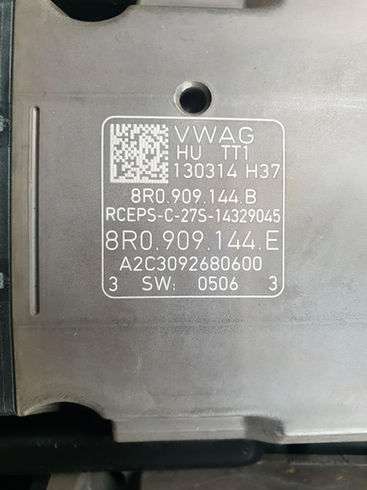 VWAG
HU TT1
130314 H37
8R0.909.144.B
RCEPS-C-27S-14329045
8R0.909.144.E
A2C3092680600
3 SW: 0506 3